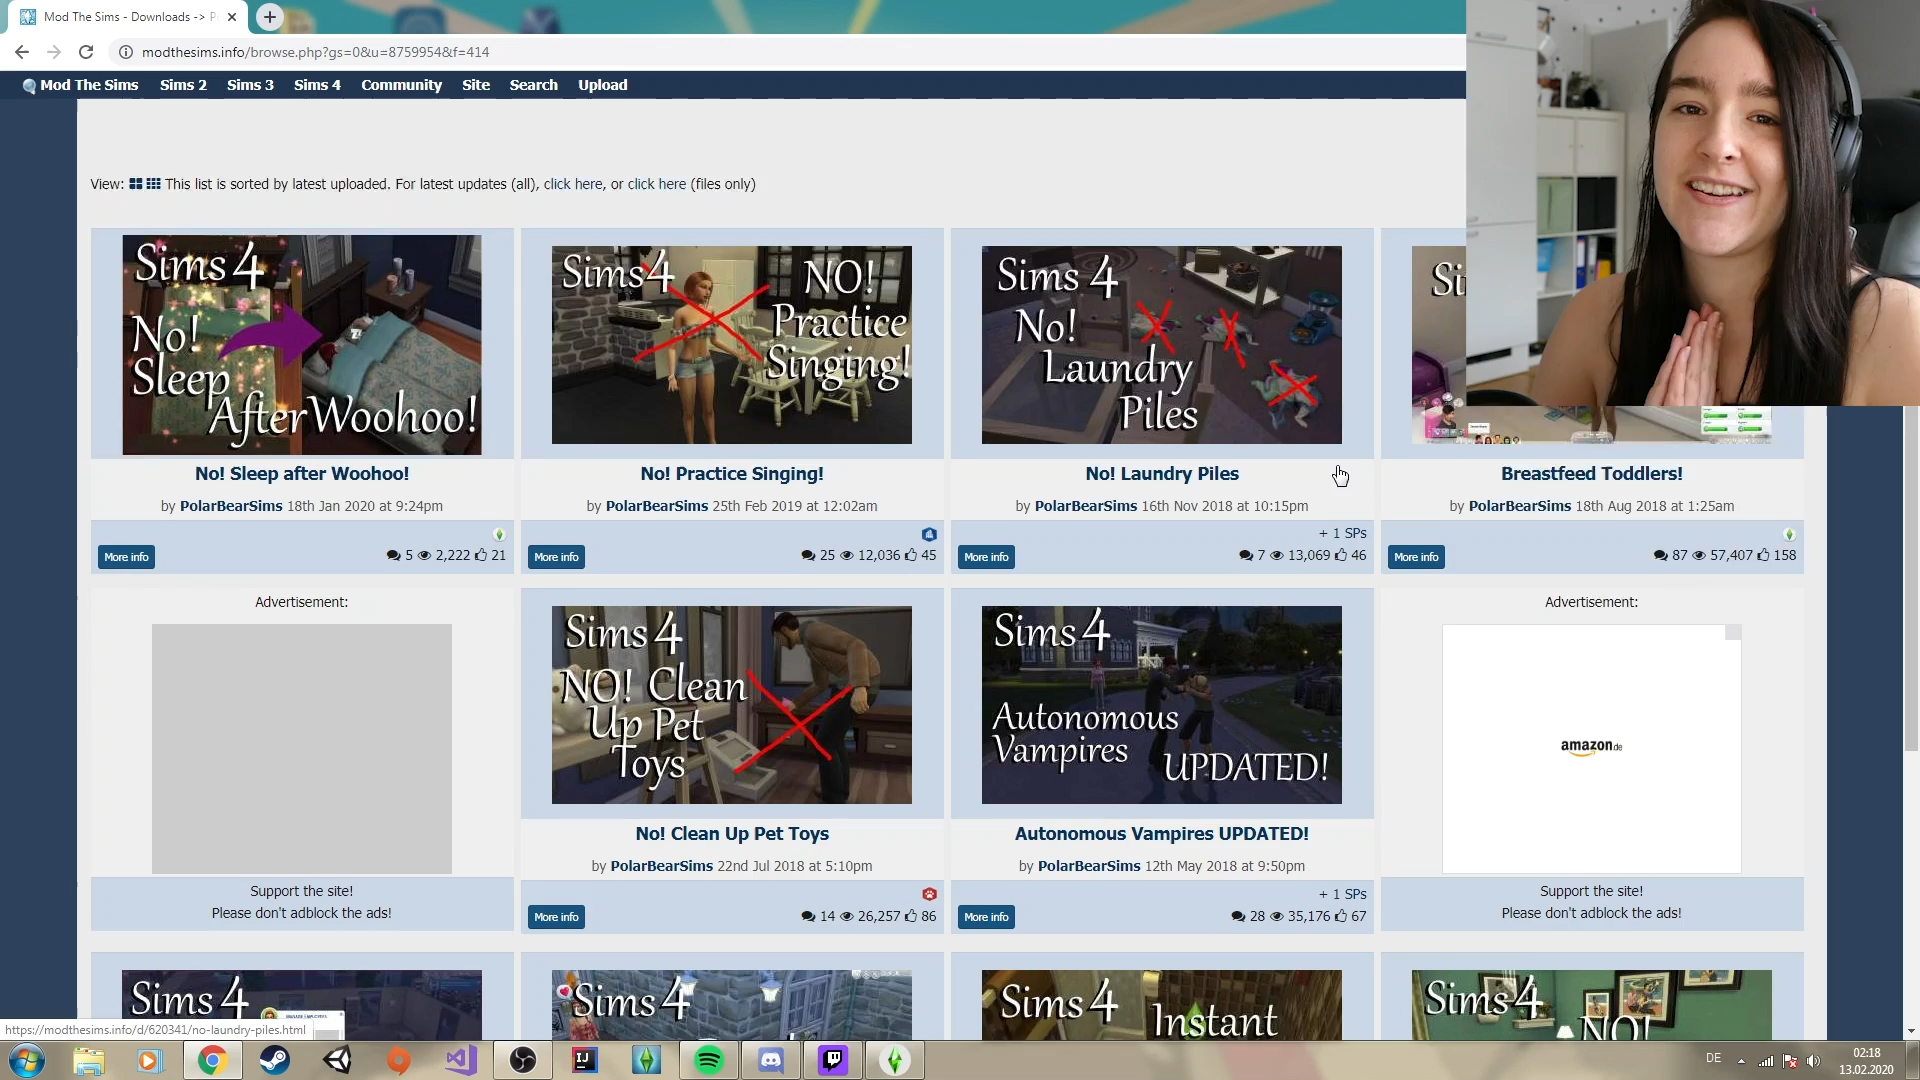 Mod The Sims - Downloads -> P
modthesims.info/browse.php?gs=0&u=8759954&f=414
Mod The Sims Sims 2 Sims 3 Sims 4 Community Site Search Upload
View: This list is sorted by latest uploaded. For latest updates (all), click here, or click here (files only)
Sims 4
No!
Sleep
After Woohoo!
No! Sleep after Woohoo!
by PolarBearSims 18th Jan 2020 at 9:24pm
More info 5 2,222 21
Sims 4
NO!
Practice
Singing!
No! Practice Singing!
by PolarBearSims 25th Feb 2019 at 12:02am
More info 25 12,036 45
Sims 4
No!
Laundry
Piles
No! Laundry Piles
by PolarBearSims 16th Nov 2018 at 10:15pm
+ 1 SPs
More info 7 13,069 46
Si
Breastfeed Toddlers!
by PolarBearSims 18th Aug 2018 at 1:25am
More info 87 57,407 158
Advertisement:
Support the site!
Please don't adblock the ads!
Sims 4
NO! Clean
Up Pet
Toys
No! Clean Up Pet Toys
by PolarBearSims 22nd Jul 2018 at 5:10pm
More info 14 26,257 86
Sims 4
Autonomous
Vampires
UPDATED!
Autonomous Vampires UPDATED!
by PolarBearSims 12th May 2018 at 9:50pm
+ 1 SPs
More info 28 35,176 67
Advertisement:
amazon.de
Support the site!
Please don't adblock the ads!
Sims 4
Sims 4
Sims 4
Instant
Sims 4
NO!
https://modthesims.info/d/620341/no-laundry-piles.html
IJ
DE
02:18
13.02.2020